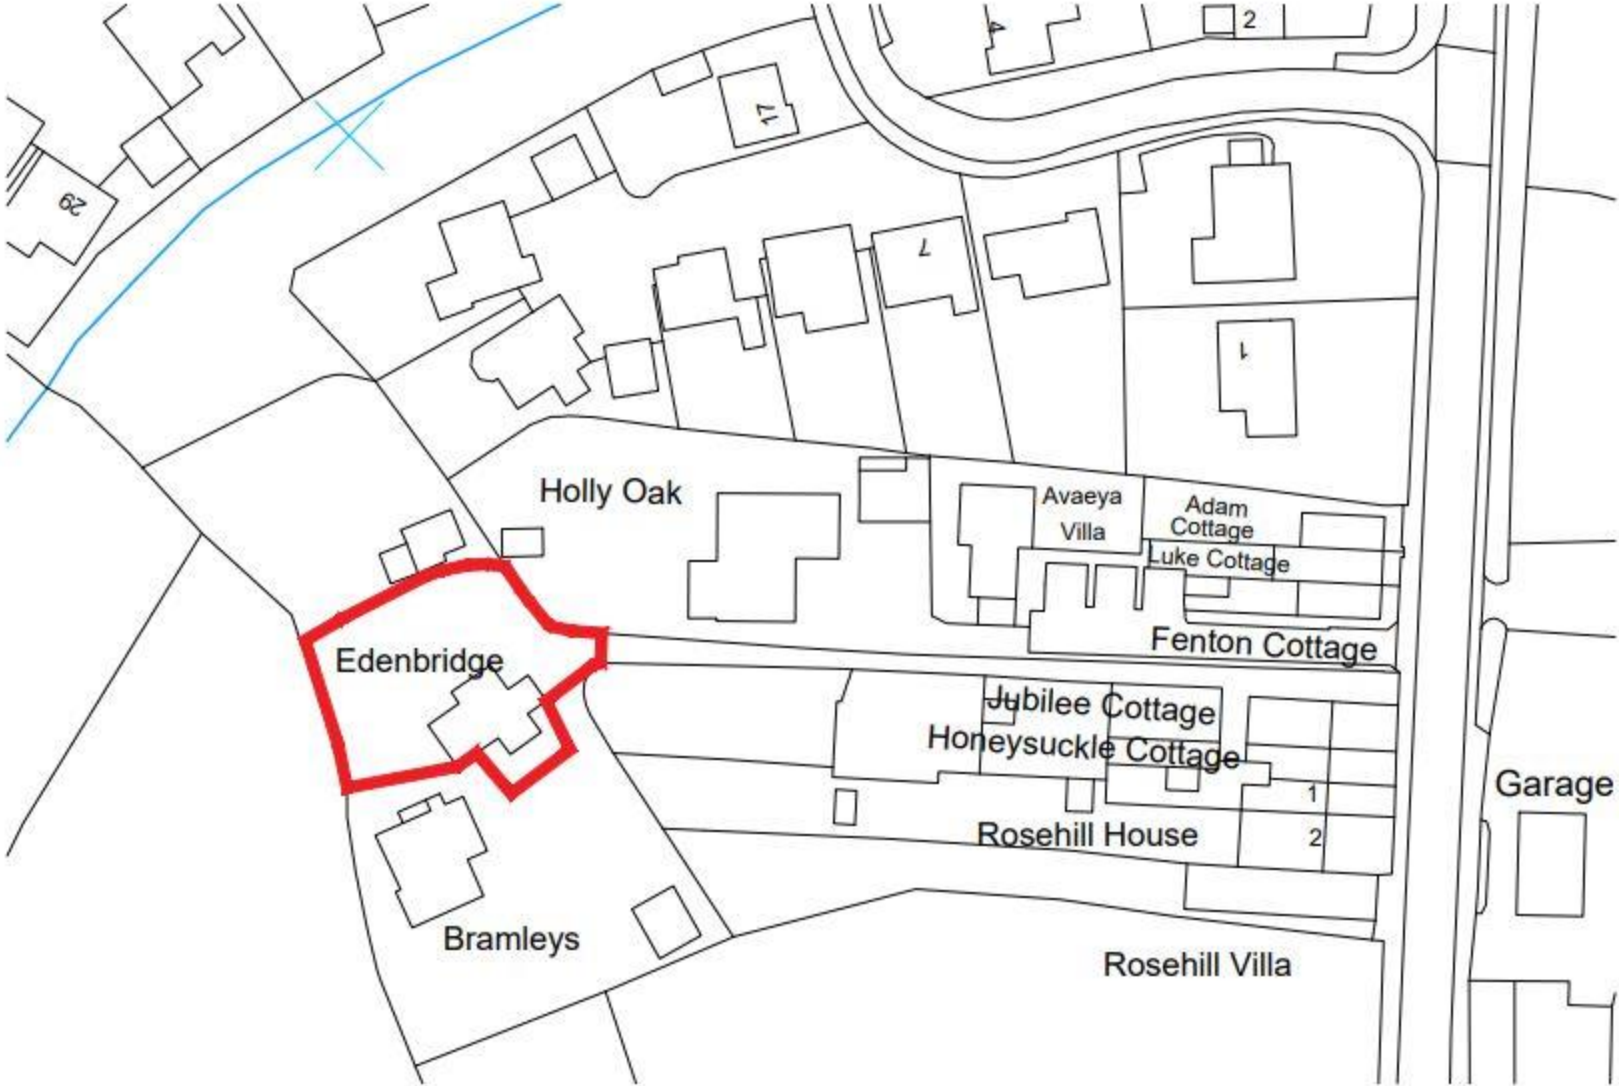 4
2
17
29
7
1
Holly Oak
Avaeya
Villa
Adam
Cottage
Luke Cottage
Fenton Cottage
Edenbridge
Jubilee Cottage
Honeysuckle Cottage
Garage
1
Rosehill House
2
Bramleys
Rosehill Villa